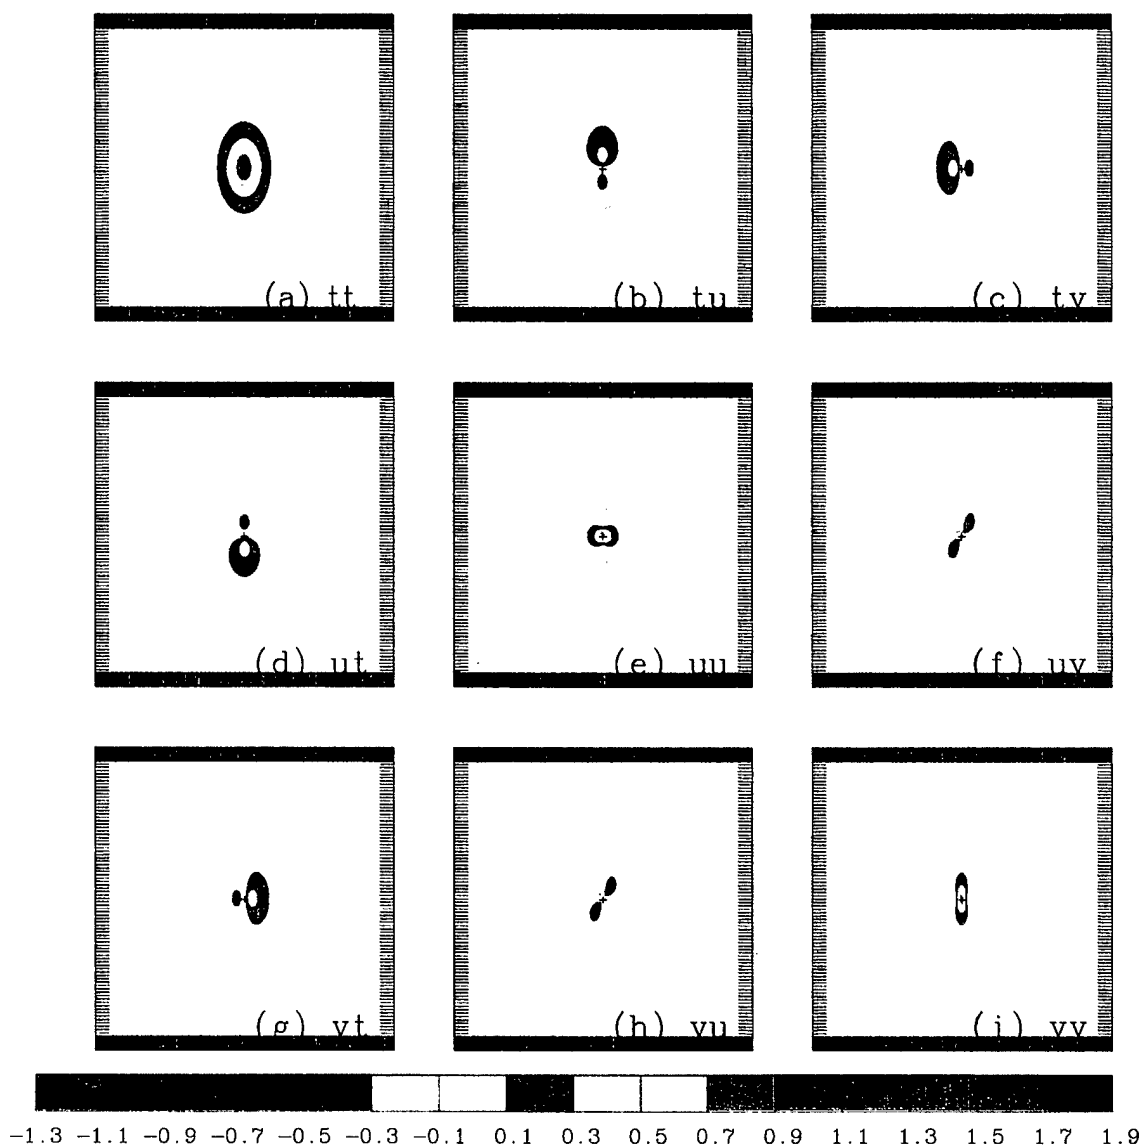 (a) tt
(b) tu
(c) tv
(d) ut
(e) uu
(f) uv
(g) vt
(h) vu
(i) vv
-1.3 -1.1 -0.9 -0.7 -0.5 -0.3 -0.1 0.1 0.3 0.5 0.7 0.9 1.1 1.3 1.5 1.7 1.9